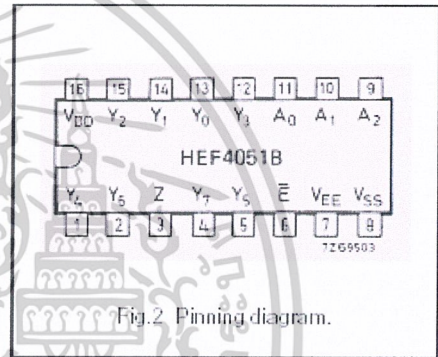 16 15 14 13 12 11 10 9
VDD Y2 Y1 Y0 Y3 A0 A1 A2
HEF4051B
Y4 Y6 Z Y7 Y5 E̅ VEE VSS
1 2 3 4 5 6 7 8
7Z69503
Fig.2 Pinning diagram.